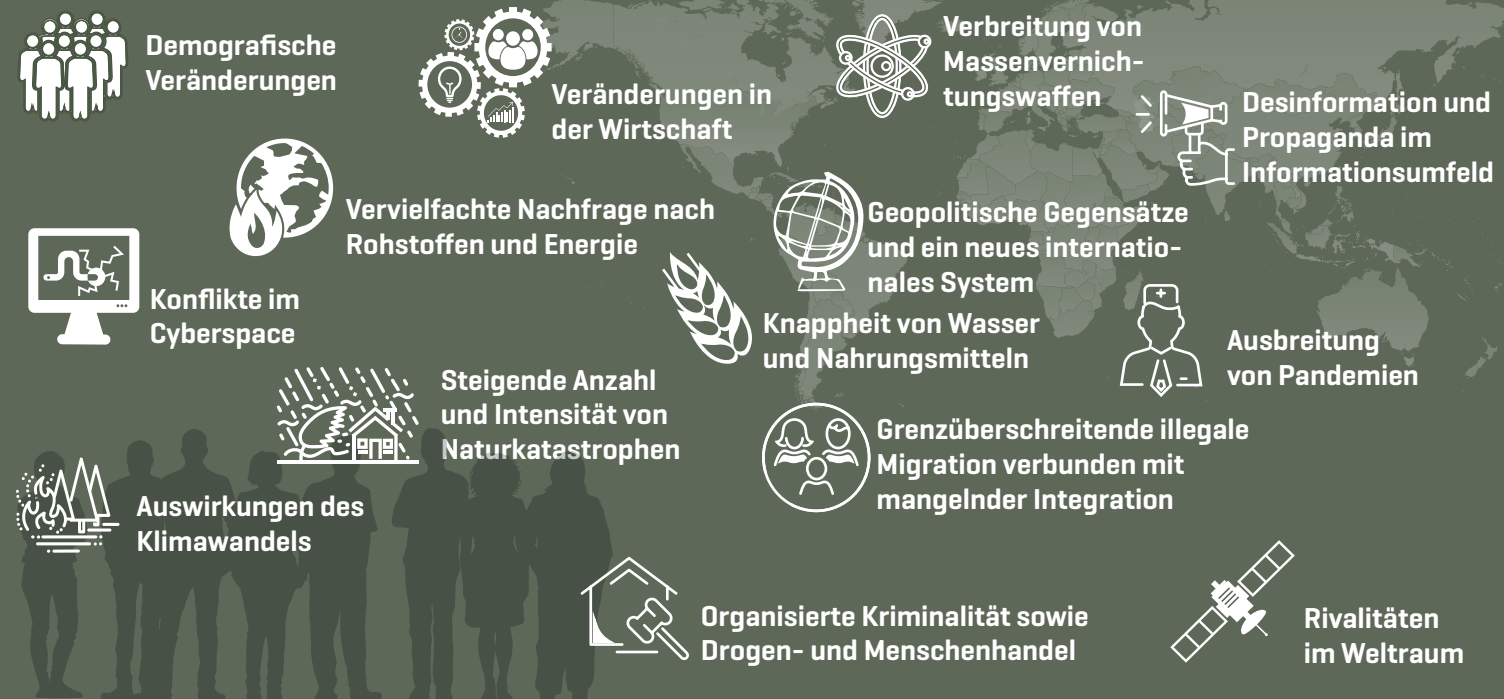 Demografische
Veränderungen
Veränderungen in
der Wirtschaft
Verbreitung von
Massenvernich-
tungswaffen
Desinformation und
Propaganda im
Informationsumfeld
Vervielfachte Nachfrage nach
Rohstoffen und Energie
Geopolitische Gegensätze
und ein neues internatio-
nales System
Konflikte im
Cyberspace
Knappheit von Wasser
und Nahrungsmitteln
Ausbreitung
von Pandemien
Steigende Anzahl
und Intensität von
Naturkatastrophen
Grenzüberschreitende illegale
Migration verbunden mit
mangelnder Integration
Auswirkungen des
Klimawandels
Organisierte Kriminalität sowie
Drogen- und Menschenhandel
Rivalitäten
im Weltraum